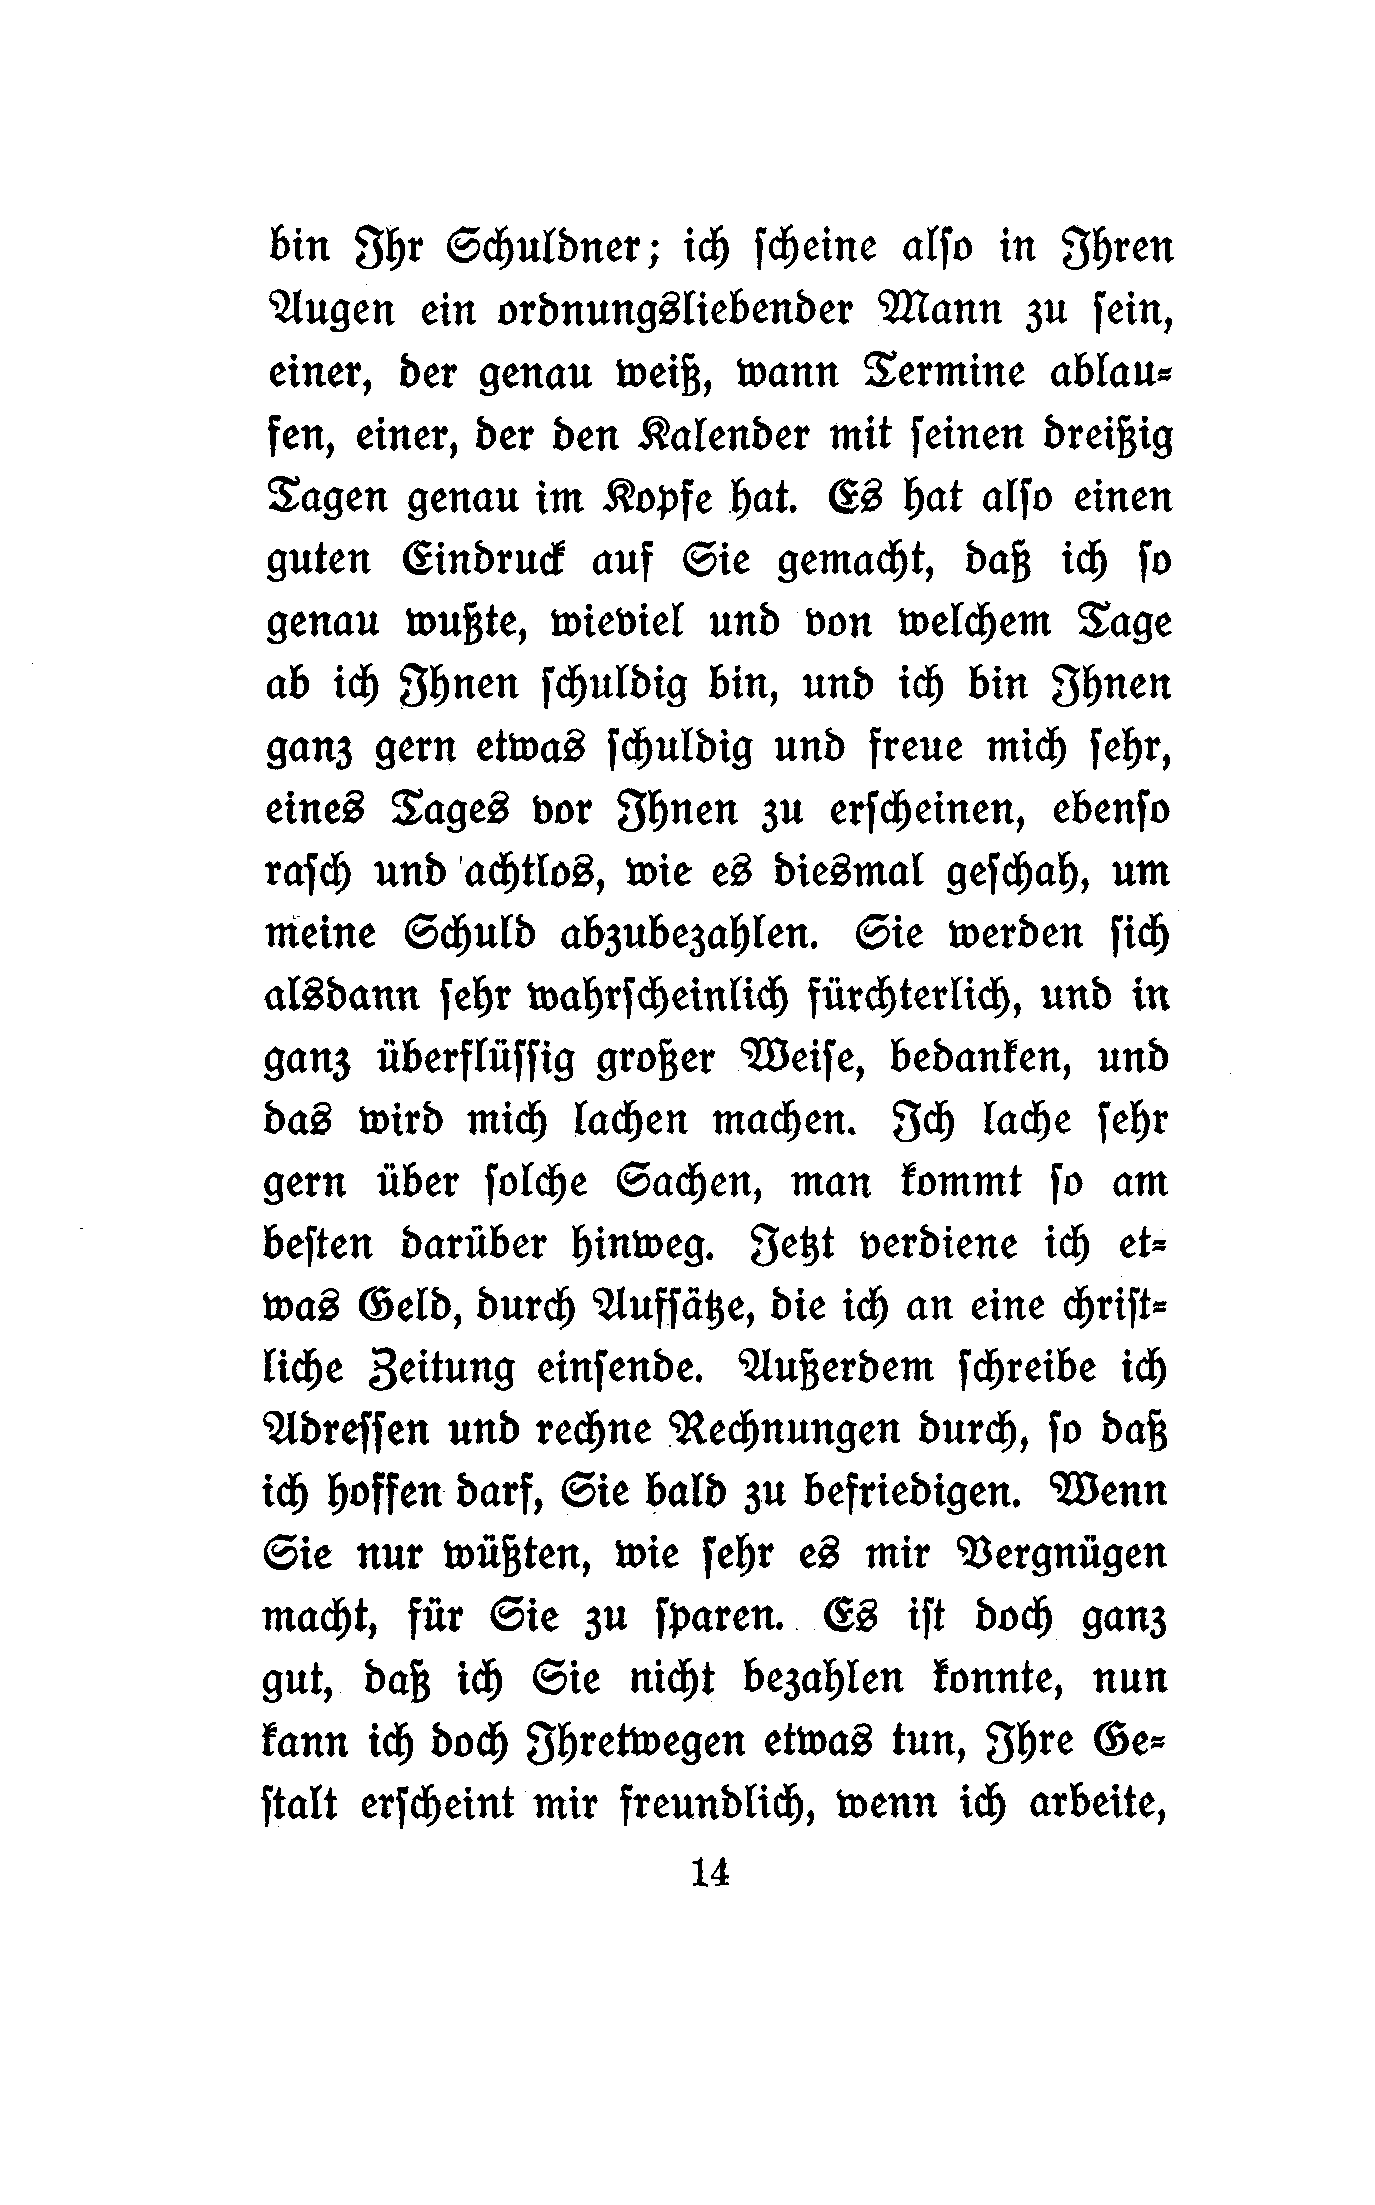 bin Ihr Schuldner; ich scheine also in Ihren
Augen ein ordnungsliebender Mann zu sein,
einer, der genau weiß, wann Termine ablau-
fen, einer, der den Kalender mit seinen dreißig
Tagen genau im Kopfe hat. Es hat also einen
guten Eindruck auf Sie gemacht, daß ich so
genau wußte, wieviel und von welchem Tage
ab ich Ihnen schuldig bin, und ich bin Ihnen
ganz gern etwas schuldig und freue mich sehr,
eines Tages vor Ihnen zu erscheinen, ebenso
rasch und achtlos, wie es diesmal geschah, um
meine Schuld abzubezahlen. Sie werden sich
alsdann sehr wahrscheinlich fürchterlich, und in
ganz überflüssig großer Weise, bedanken, und
das wird mich lachen machen. Ich lache sehr
gern über solche Sachen, man kommt so am
besten darüber hinweg. Jetzt verdiene ich et-
was Geld, durch Aufsätze, die ich an eine christ-
liche Zeitung einsende. Außerdem schreibe ich
Adressen und rechne Rechnungen durch, so daß
ich hoffen darf, Sie bald zu befriedigen. Wenn
Sie nur wüßten, wie sehr es mir Vergnügen
macht, für Sie zu sparen. Es ist doch ganz
gut, daß ich Sie nicht bezahlen konnte, nun
kann ich doch Ihretwegen etwas tun, Ihre Ge-
stalt erscheint mir freundlich, wenn ich arbeite,
14